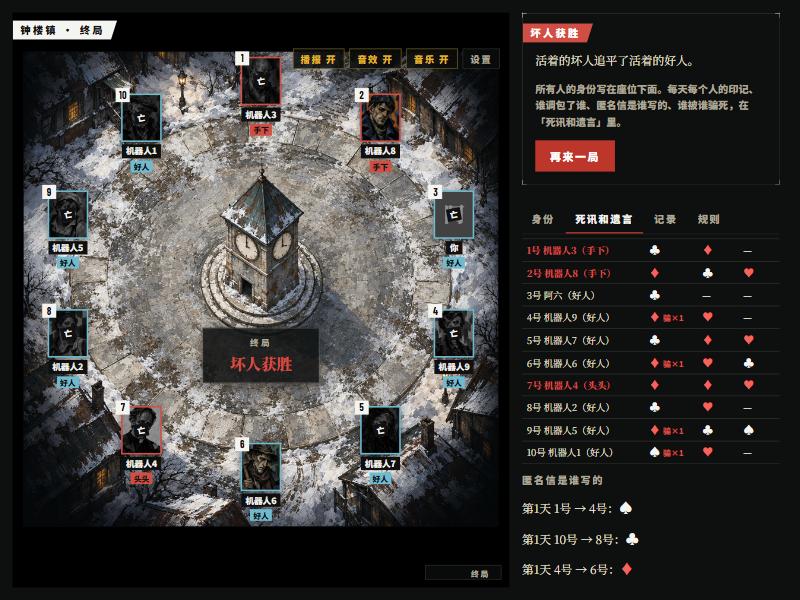 钟楼镇 · 终局
播报 开
音效 开
音乐 开
设置
1
亡
机器人3
手下
10
亡
机器人1
好人
2
机器人8
手下
9
亡
机器人5
好人
3
亡
你
好人
8
亡
机器人2
好人
4
亡
机器人9
好人
终局
坏人获胜
7
亡
机器人4
头头
5
亡
机器人7
好人
6
机器人6
好人
终局
坏人获胜
活着的坏人追平了活着的好人。
所有人的身份写在座位下面。每天每个人的印记、
谁调包了谁、匿名信是谁写的、谁被谁骗死，在
「死讯和遗言」里。
再来一局
身份 死讯和遗言 记录 规则
1号 机器人3（手下） ♣ ♦ —
2号 机器人8（手下） ♦ ♣ ♥
3号 阿六（好人） ♣ — —
4号 机器人9（好人） ♦ 骗×1 ♥ —
5号 机器人7（好人） ♣ ♦ ♥
6号 机器人6（好人） ♦ 骗×1 ♥ ♣
7号 机器人4（头头） ♦ ♦ ♥
8号 机器人2（好人） ♣ ♥ —
9号 机器人5（好人） ♦ 骗×1 ♣ ♠
10号 机器人1（好人） ♠ 骗×1 ♥ —
匿名信是谁写的
第1天 1号 → 4号： ♠
第1天 10号 → 8号： ♣
第1天 4号 → 6号： ♦